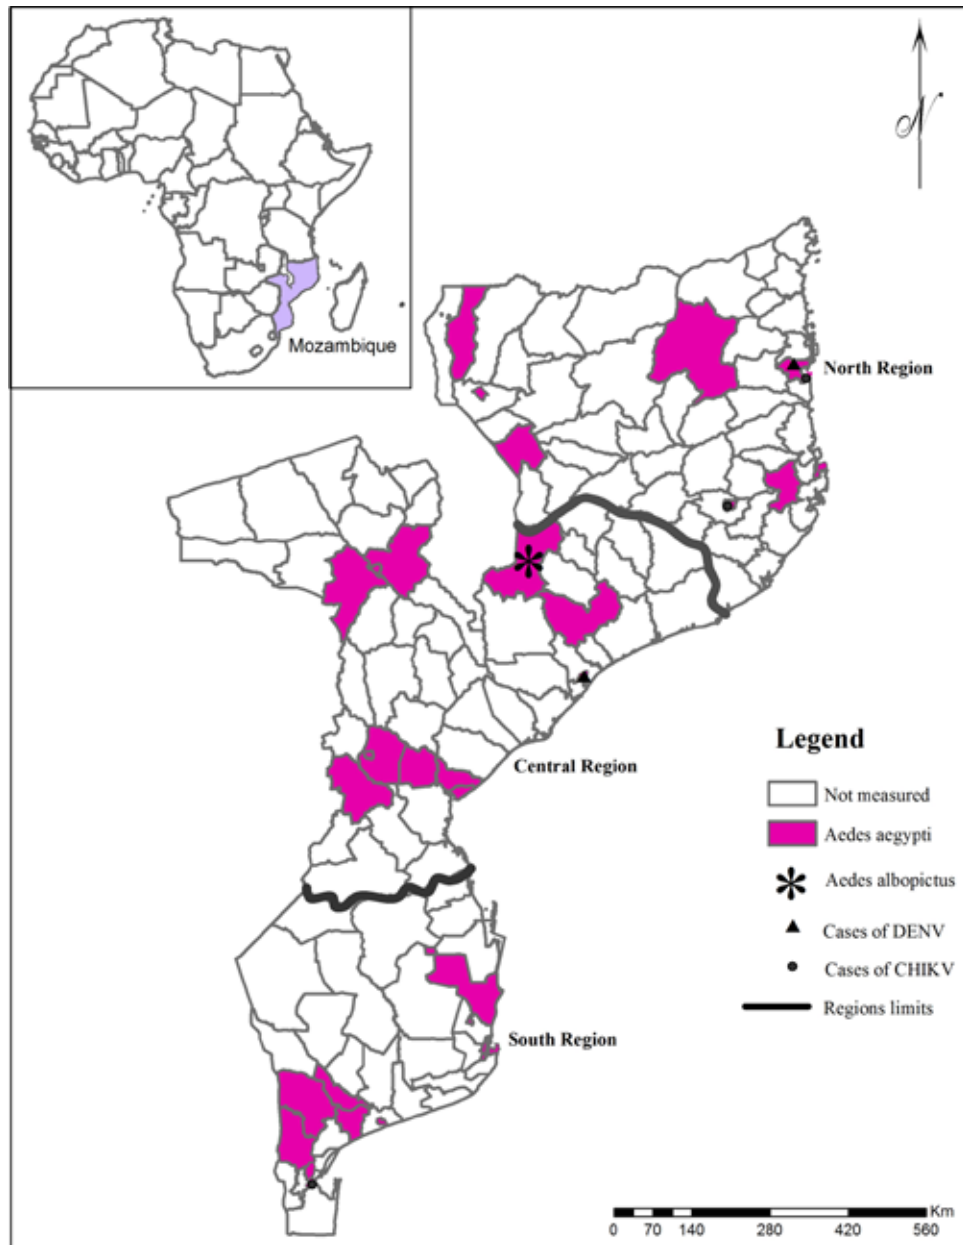 N
Mozambique
North Region
Central Region
Legend
Not measured
Aedes aegypti
Aedes albopictus
Cases of DENV
Cases of CHIKV
Regions limits
South Region
Km
0 70 140 280 420 560